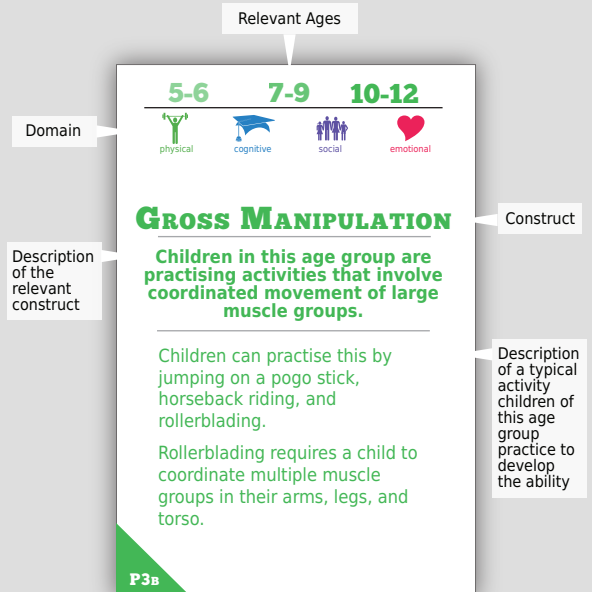 Relevant Ages
5-6 7-9 10-12
Domain
physical cognitive social emotional
Gross Manipulation
Construct
Description
of the
relevant
construct
Children in this age group are
practising activities that involve
coordinated movement of large
muscle groups.
Children can practise this by
jumping on a pogo stick,
horseback riding, and
rollerblading.
Description
of a typical
activity
children of
this age
group
practice to
develop
the ability
Rollerblading requires a child to
coordinate multiple muscle
groups in their arms, legs, and
torso.
P3B